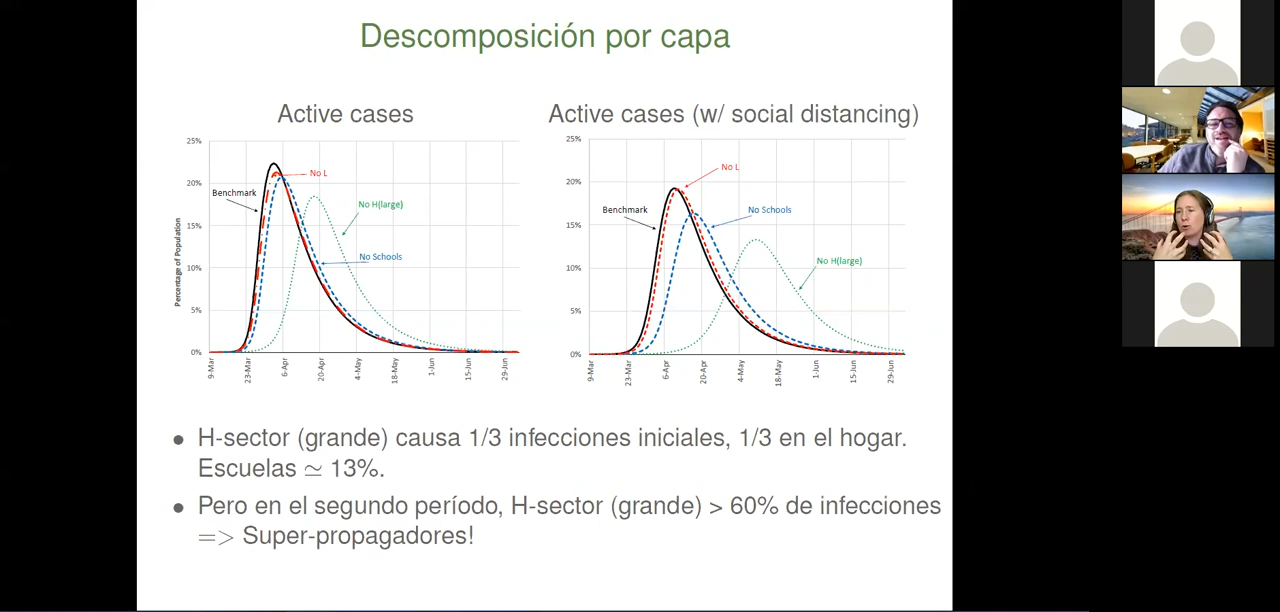 Descomposición por capa
Active cases
Active cases (w/ social distancing)
25%
20%
15%
10%
5%
0%
Percentage of Population
Benchmark
No L
No H(large)
No Schools
9-Mar
23-Mar
6-Apr
20-Apr
4-May
18-May
1-Jun
15-Jun
29-Jun
25%
20%
15%
10%
5%
0%
Benchmark
No L
No Schools
No H(large)
9-Mar
23-Mar
6-Apr
20-Apr
4-May
18-May
1-Jun
15-Jun
29-Jun
• H-sector (grande) causa 1/3 infecciones iniciales, 1/3 en el hogar.
Escuelas ≃ 13%.
• Pero en el segundo período, H-sector (grande) > 60% de infecciones
=> Super-propagadores!